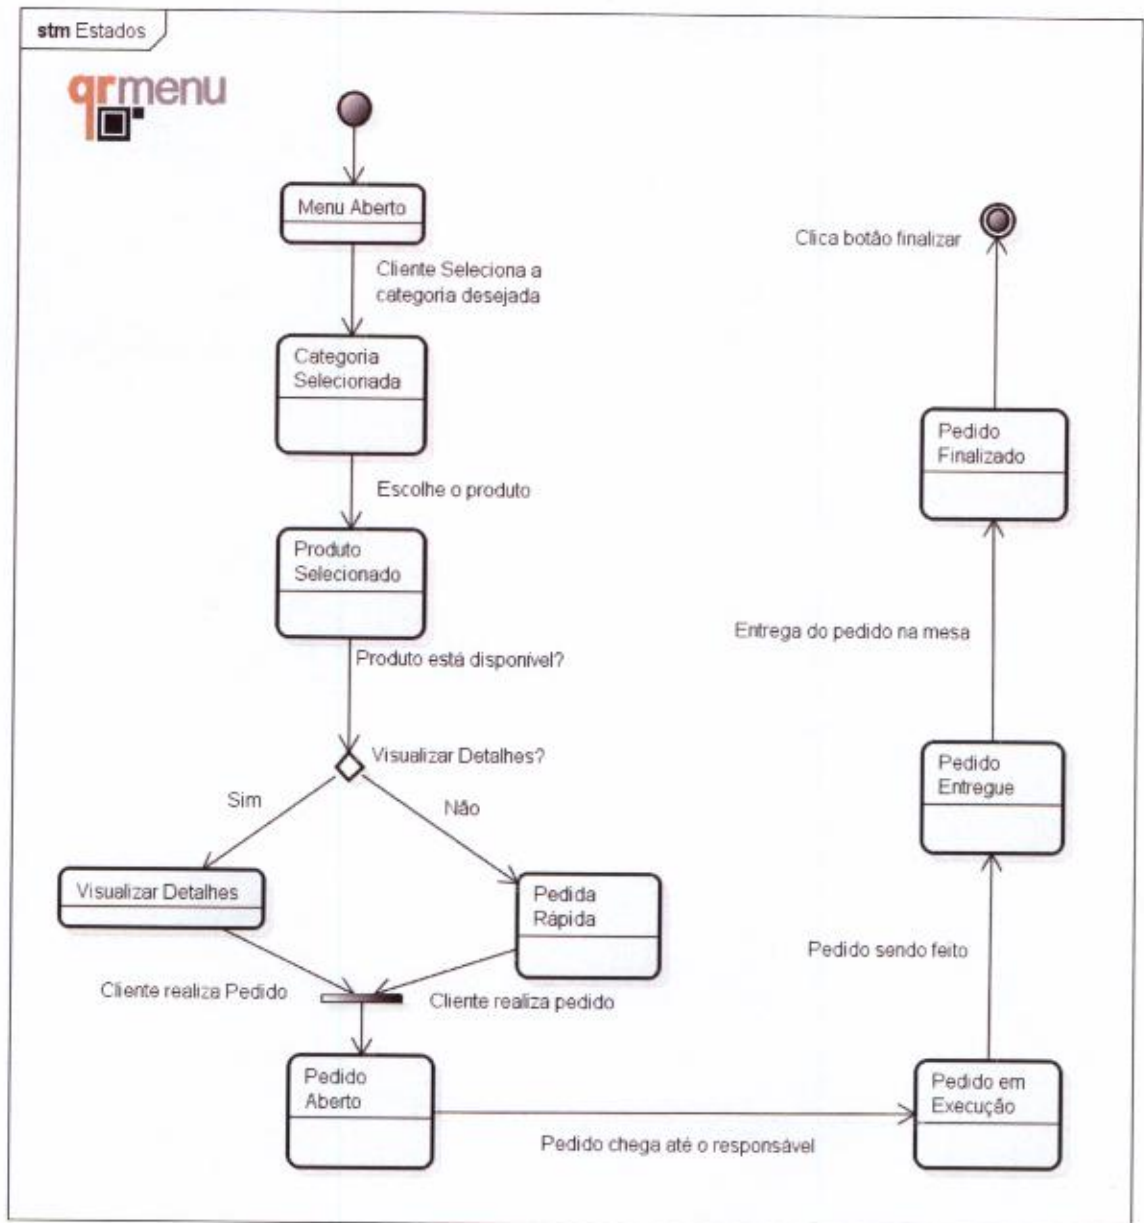 stm Estados
qrmenu
Menu Aberto
Cliente Seleciona a
categoria desejada
Categoria
Selecionada
Escolhe o produto
Produto
Selecionado
Produto está disponível?
Visualizar Detalhes?
Sim
Não
Visualizar Detalhes
Pedida
Rápida
Cliente realiza Pedido
Cliente realiza pedido
Pedido
Aberto
Pedido chega até o responsável
Pedido em
Execução
Pedido sendo feito
Pedido
Entregue
Entrega do pedido na mesa
Pedido
Finalizado
Clica botão finalizar